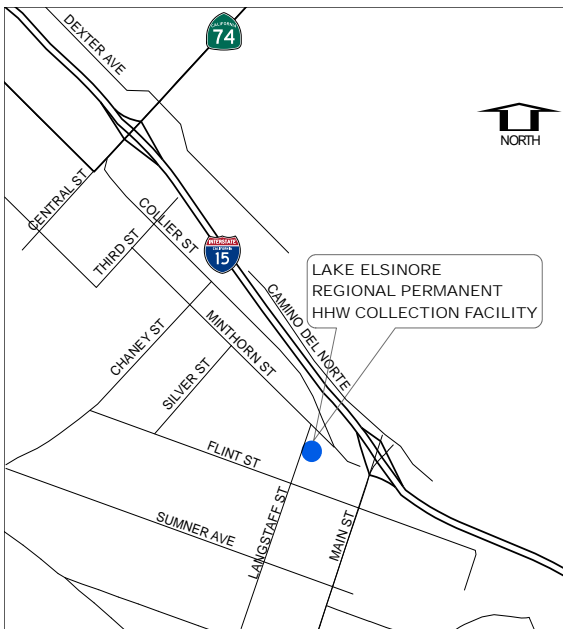 DEXTER AVE
CALIFORNIA
74
NORTH
CENTRAL ST
THIRD ST
COLLIER ST
INTERSTATE
CALIFORNIA
15
LAKE ELSINORE
REGIONAL PERMANENT
HHW COLLECTION FACILITY
CAMINO DEL NORTE
CHANEY ST
MINTHORN ST
SILVER ST
FLINT ST
SUMNER AVE
LANGSTAFF ST
MAIN ST